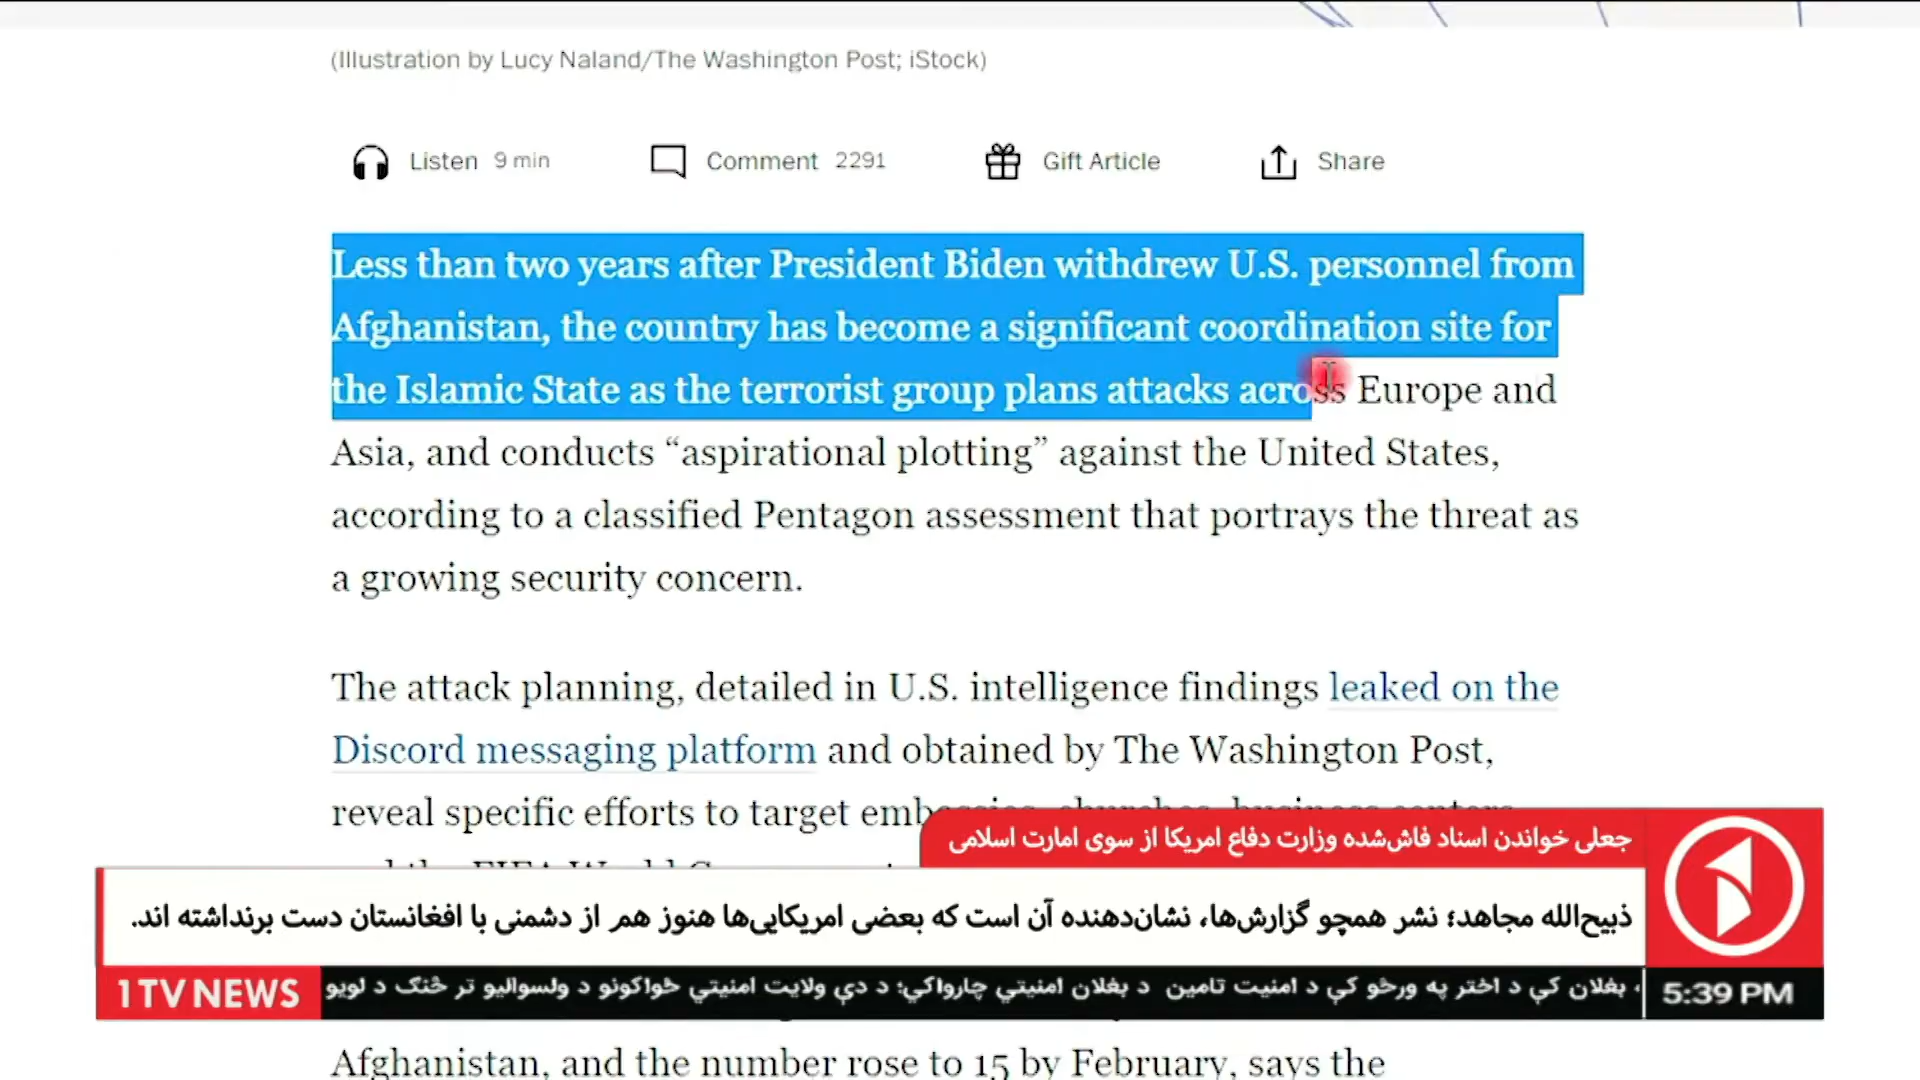 (Illustration by Lucy Naland/The Washington Post; iStock)
Listen 9 min Comment 2291 Gift Article Share
Less than two years after President Biden withdrew U.S. personnel from
Afghanistan, the country has become a significant coordination site for
the Islamic State as the terrorist group plans attacks across Europe and
Asia, and conducts “aspirational plotting” against the United States,
according to a classified Pentagon assessment that portrays the threat as
a growing security concern.
The attack planning, detailed in U.S. intelligence findings leaked on the
Discord messaging platform and obtained by The Washington Post,
reveal specific efforts to target embassies, churches, business centers
جعلی خواندن اسناد فاش‌شده وزارت دفاع امریکا از سوی امارت اسلامی
ذبیح‌الله مجاهد؛ نشر همچو گزارش‌ها، نشان‌دهنده آن است که بعضی امریکایی‌ها هنوز هم از دشمنی با افغانستان دست برنداشته اند.
1TV NEWS
بغلان کې د اختر په ورځو کې د امنیت تامین د بغلان امنیتي چارواکي؛ د دې ولایت امنیتي ځواکونو د ولسوالیو تر څنګ د لویو
5:39 PM
Afghanistan, and the number rose to 15 by February, says the